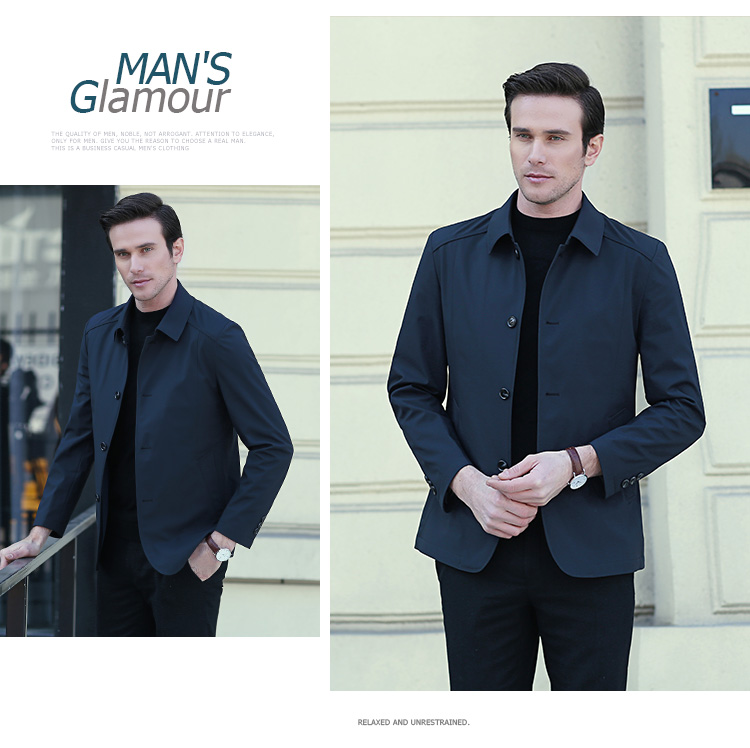 MAN'S
Glamour
THE QUALITY OF MEN, NOBLE, NOT ARROGANT. ATTENTION TO ELEGANCE,
ONLY FOR MEN. GIVE YOU THE REASON TO CHOOSE A REAL MAN.
THIS IS A BUSINESS CASUAL MEN'S CLOTHING
RELAXED AND UNRESTRAINED.